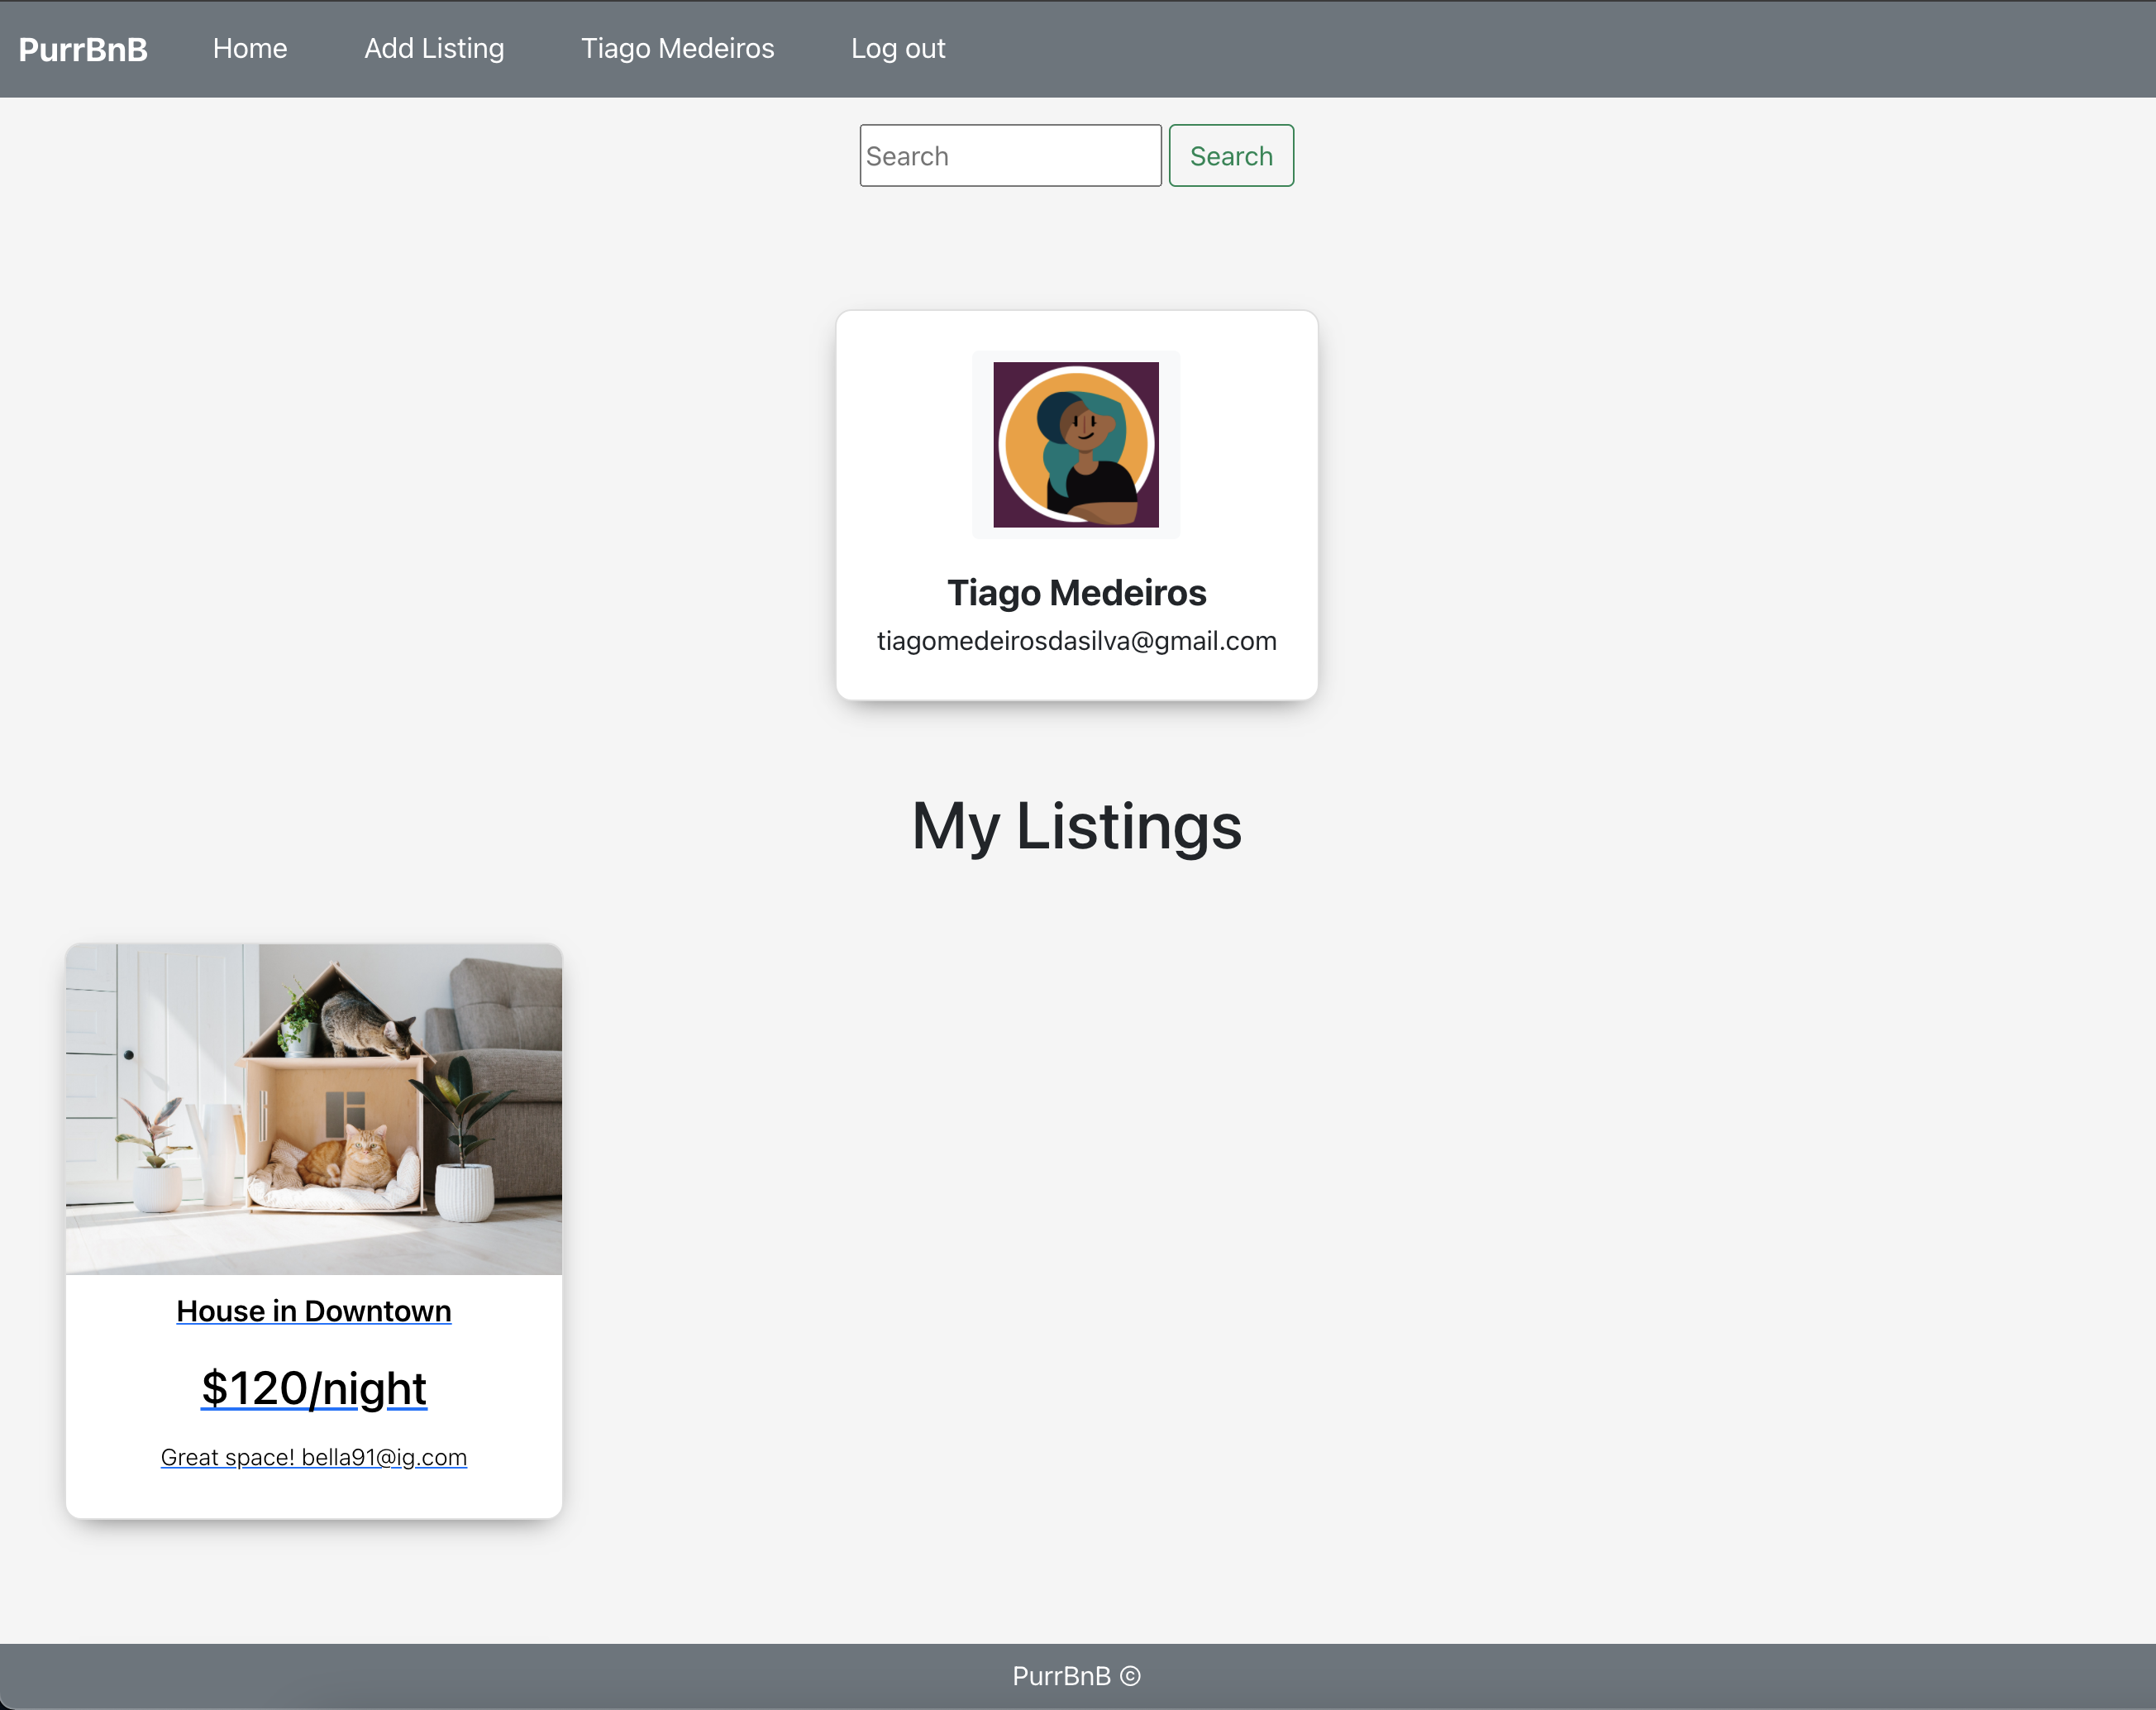 PurrBnB Home Add Listing Tiago Medeiros Log out
Search Search
Tiago Medeiros
tiagomedeirosdasilva@gmail.com
My Listings
House in Downtown
$120/night
Great space! bella91@ig.com
PurrBnB ©